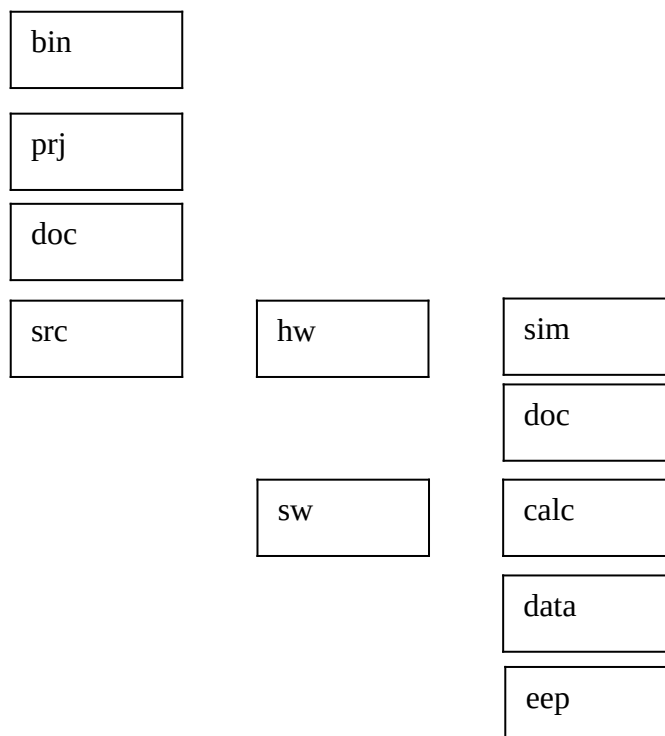 bin
prj
doc
src
hw
sim
doc
sw
calc
data
eep